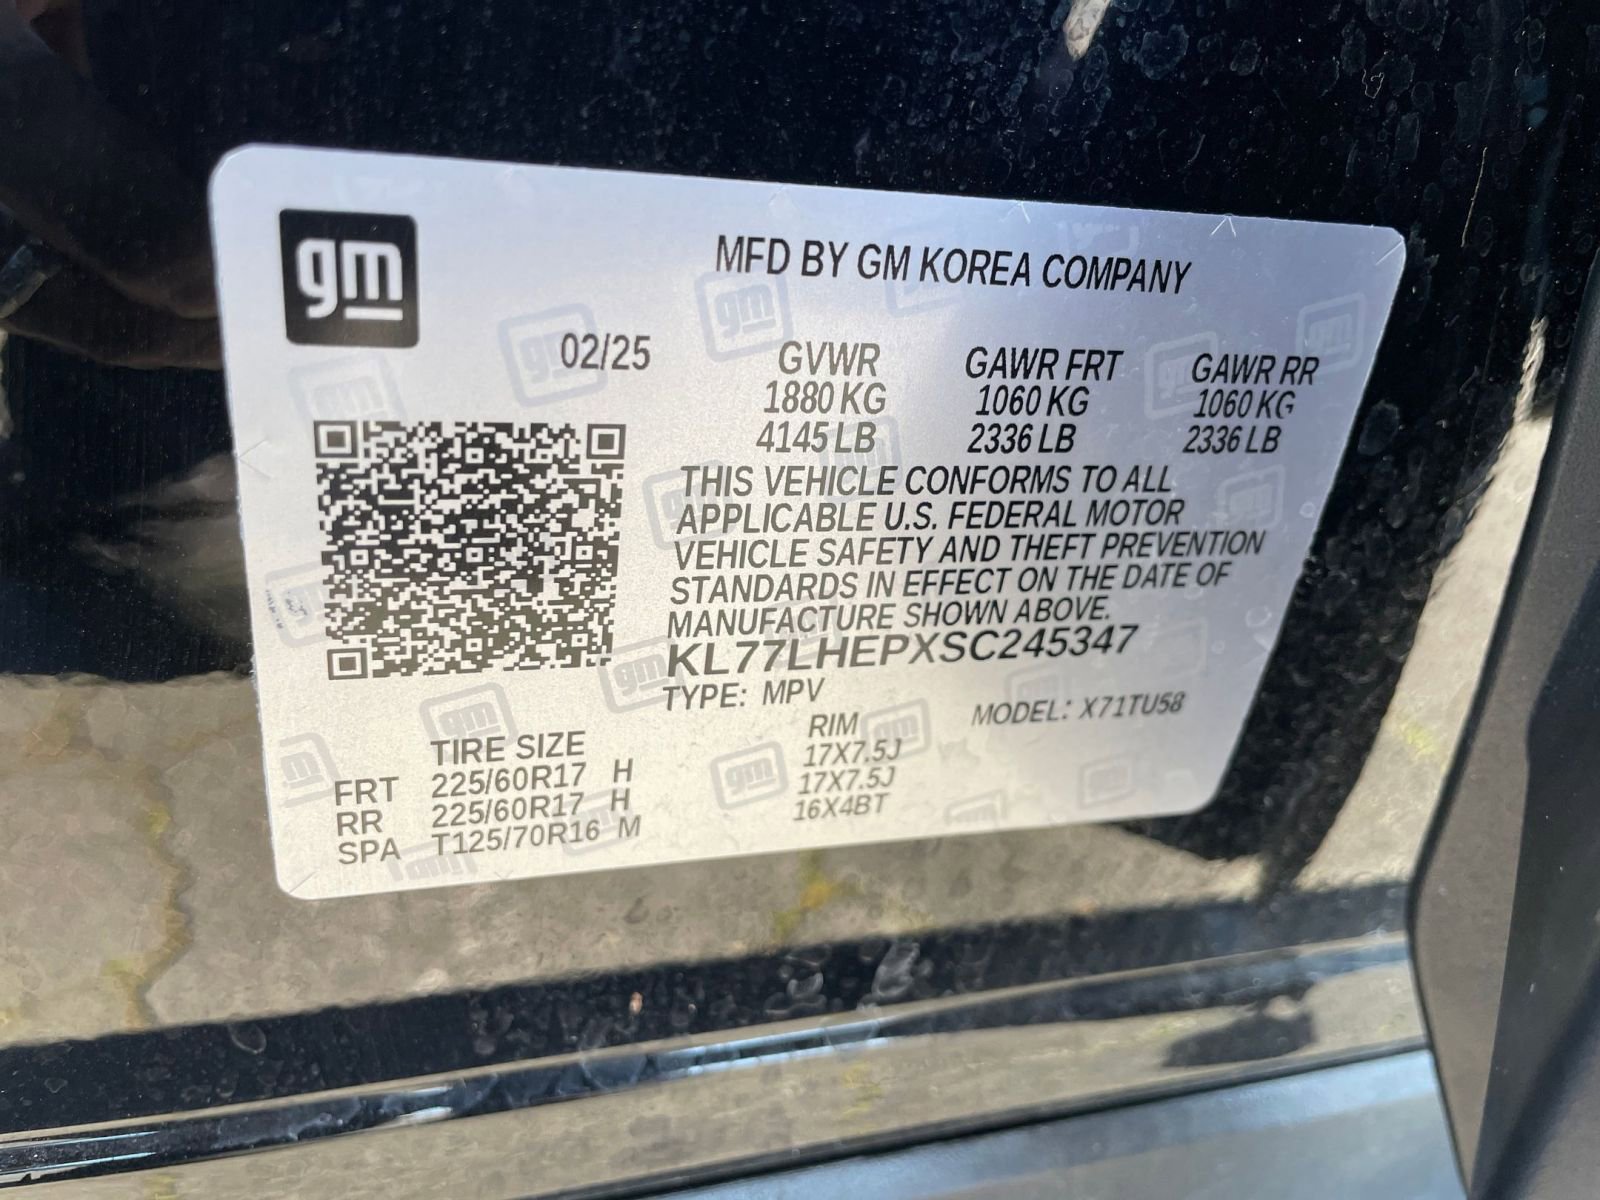 gm
MFD BY GM KOREA COMPANY
02/25 GVWR GAWR FRT GAWR RR
1880 KG 1060 KG 1060 KG
4145 LB 2336 LB 2336 LB
THIS VEHICLE CONFORMS TO ALL
APPLICABLE U.S. FEDERAL MOTOR
VEHICLE SAFETY AND THEFT PREVENTION
STANDARDS IN EFFECT ON THE DATE OF
MANUFACTURE SHOWN ABOVE.
KL77LHEPXSC245347
TYPE: MPV MODEL: X71TU58
TIRE SIZE RIM
FRT 225/60R17 H 17X7.5J
RR 225/60R17 H 17X7.5J
SPA T125/70R16 M 16X4BT